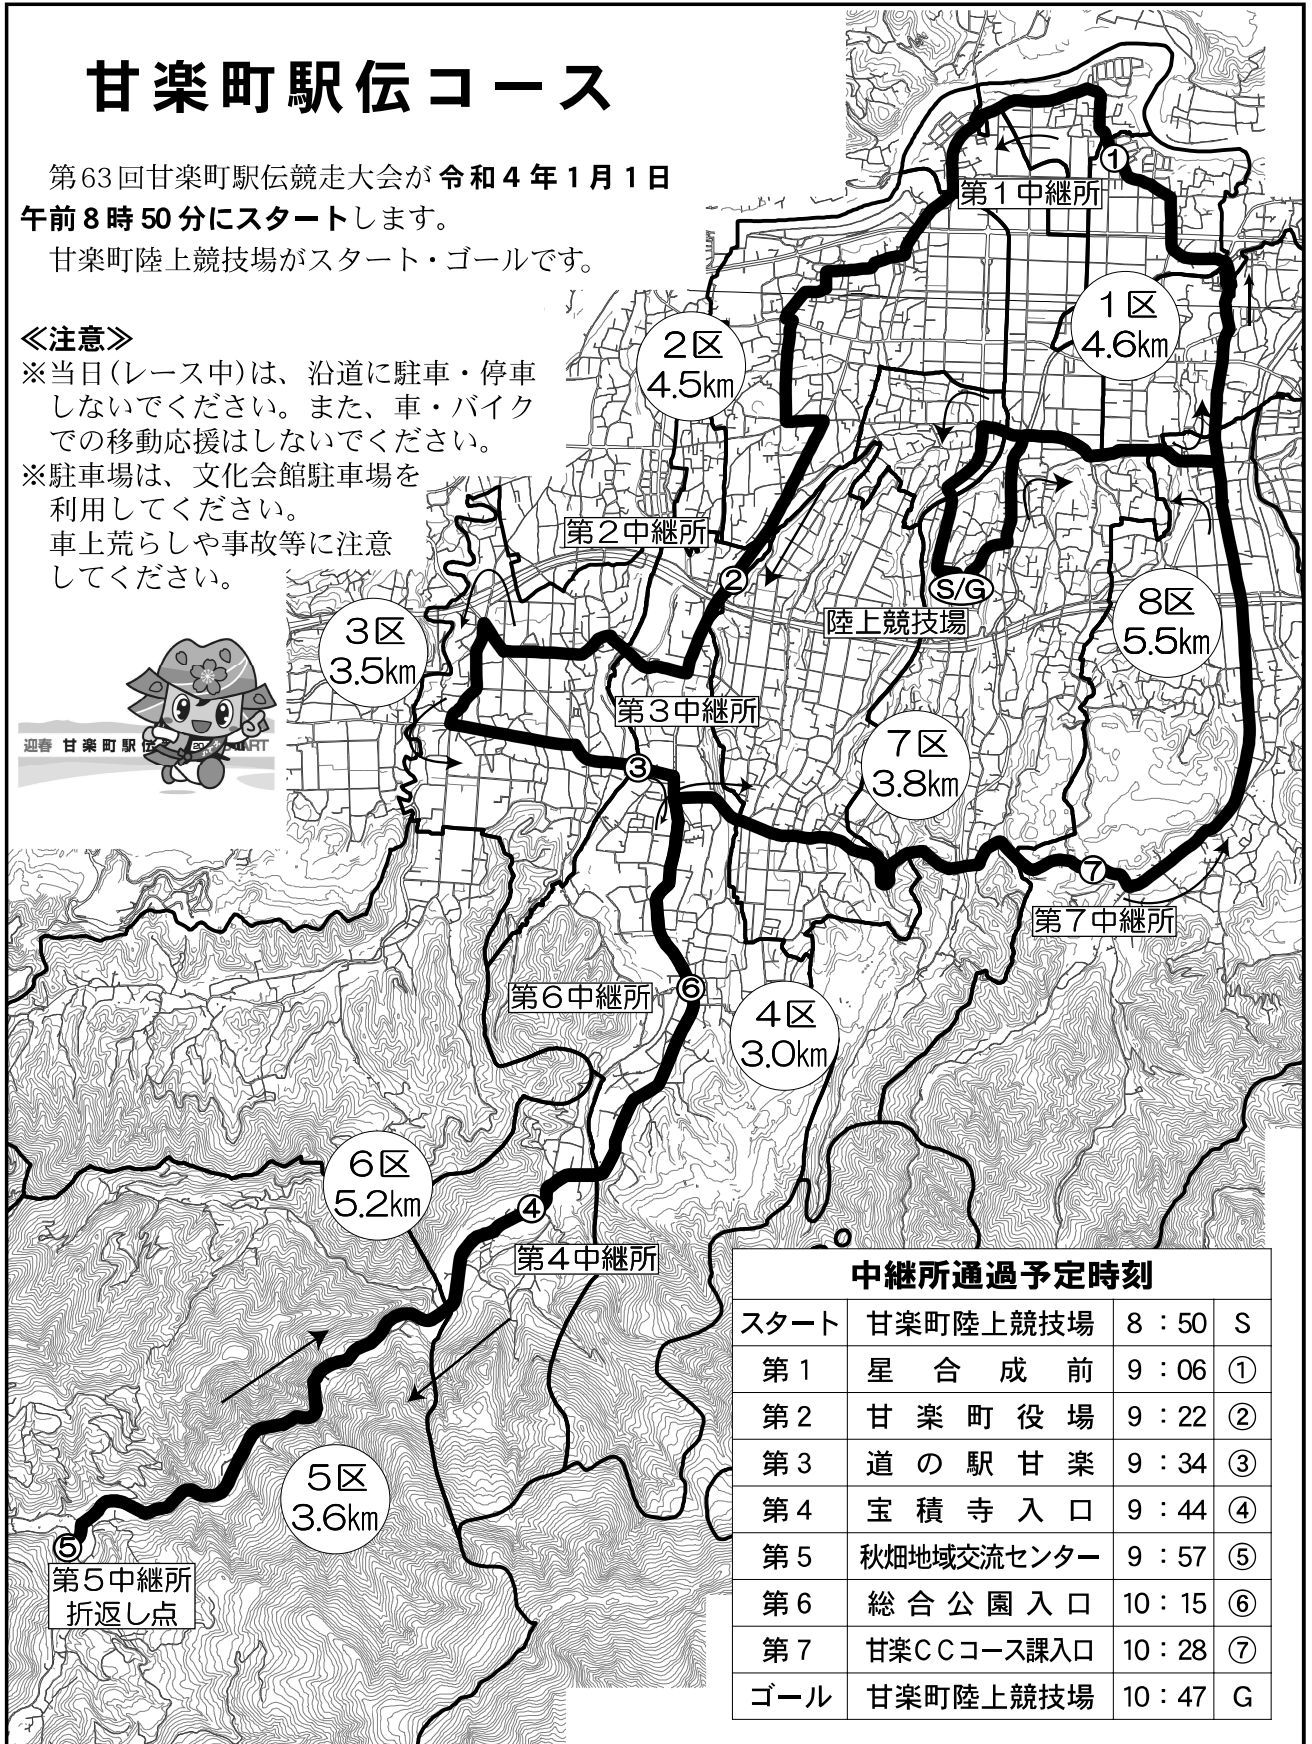 甘楽町駅伝コース
第63回甘楽町駅伝競走大会が令和4年1月1日
午前8時50分にスタートします。
甘楽町陸上競技場がスタート・ゴールです。
≪注意≫
※当日(レース中)は、沿道に駐車・停車
しないでください。また、車・バイク
での移動応援はしないでください。
※駐車場は、文化会館駐車場を
利用してください。
車上荒らしや事故等に注意
してください。
迎春 甘楽町駅伝
①
第1中継所
1区
4.6km
2区
4.5km
第2中継所
②
S/G
陸上競技場
8区
5.5km
3区
3.5km
第3中継所
③
7区
3.8km
⑦
第7中継所
第6中継所
⑥
4区
3.0km
6区
5.2km
④
第4中継所
5区
3.6km
⑤
第5中継所
折返し点
中継所通過予定時刻
スタート 甘楽町陸上競技場 8:50 S
第1 星合成前 9:06 ①
第2 甘楽町役場 9:22 ②
第3 道の駅甘楽 9:34 ③
第4 宝積寺入口 9:44 ④
第5 秋畑地域交流センター 9:57 ⑤
第6 総合公園入口 10:15 ⑥
第7 甘楽CCコース課入口 10:28 ⑦
ゴール 甘楽町陸上競技場 10:47 G